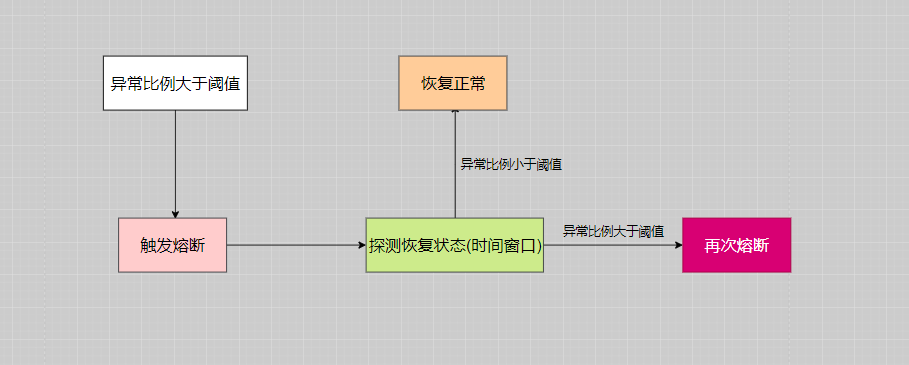 异常比例大于阈值
恢复正常
异常比例小于阈值
触发熔断
探测恢复状态(时间窗口)
异常比例大于阈值
再次熔断